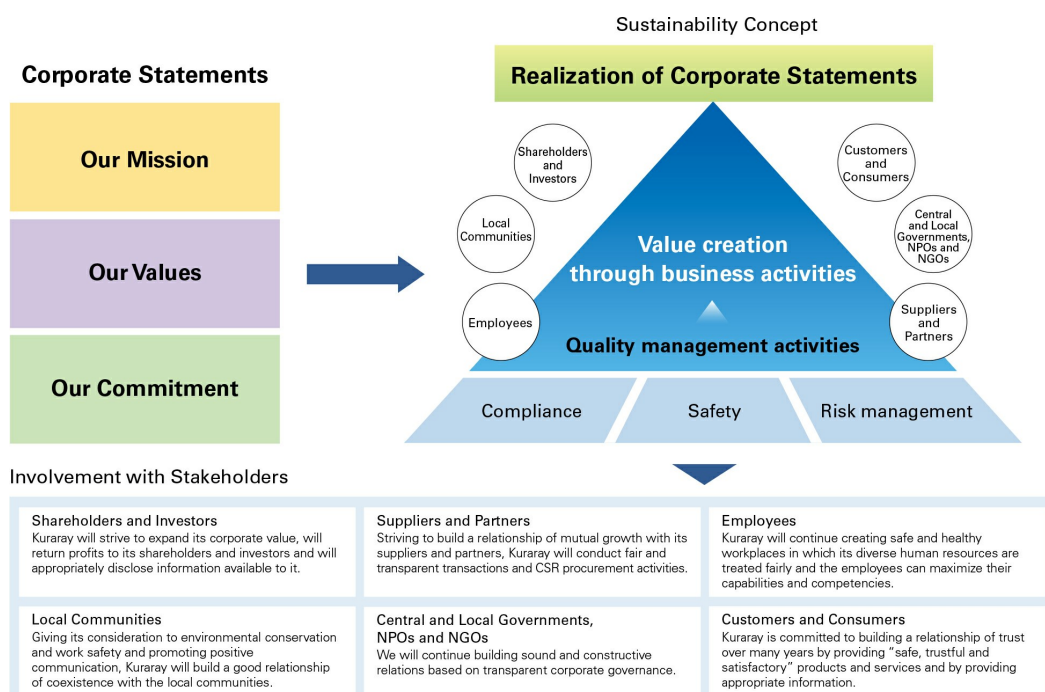 Sustainability Concept
Corporate Statements
Realization of Corporate Statements
Our Mission
Our Values
Our Commitment
Shareholders
and
Investors
Customers
and
Consumers
Local
Communities
Central
and Local
Governments,
NPOs and
NGOs
Employees
Suppliers
and
Partners
Value creation
through business activities
Quality management activities
Compliance
Safety
Risk management
Involvement with Stakeholders
Shareholders and Investors
Kuraray will strive to expand its corporate value, will
return profits to its shareholders and investors and will
appropriately disclose information available to it.
Suppliers and Partners
Striving to build a relationship of mutual growth with its
suppliers and partners, Kuraray will conduct fair and
transparent transactions and CSR procurement activities.
Employees
Kuraray will continue creating safe and healthy
workplaces in which its diverse human resources are
treated fairly and the employees can maximize their
capabilities and competencies.
Local Communities
Giving its consideration to environmental conservation
and work safety and promoting positive
communication, Kuraray will build a good relationship
of coexistence with the local communities.
Central and Local Governments,
NPOs and NGOs
We will continue building sound and constructive
relations based on transparent corporate governance.
Customers and Consumers
Kuraray is committed to building a relationship of trust
over many years by providing “safe, trustful and
satisfactory” products and services and by providing
appropriate information.